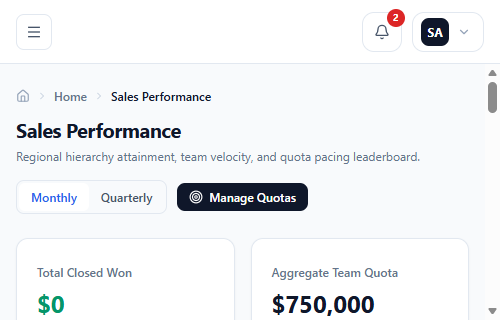 2
SA
Home
Sales Performance
Sales Performance
Regional hierarchy attainment, team velocity, and quota pacing leaderboard.
Monthly
Quarterly
Manage Quotas
Total Closed Won
$0
Aggregate Team Quota
$750,000